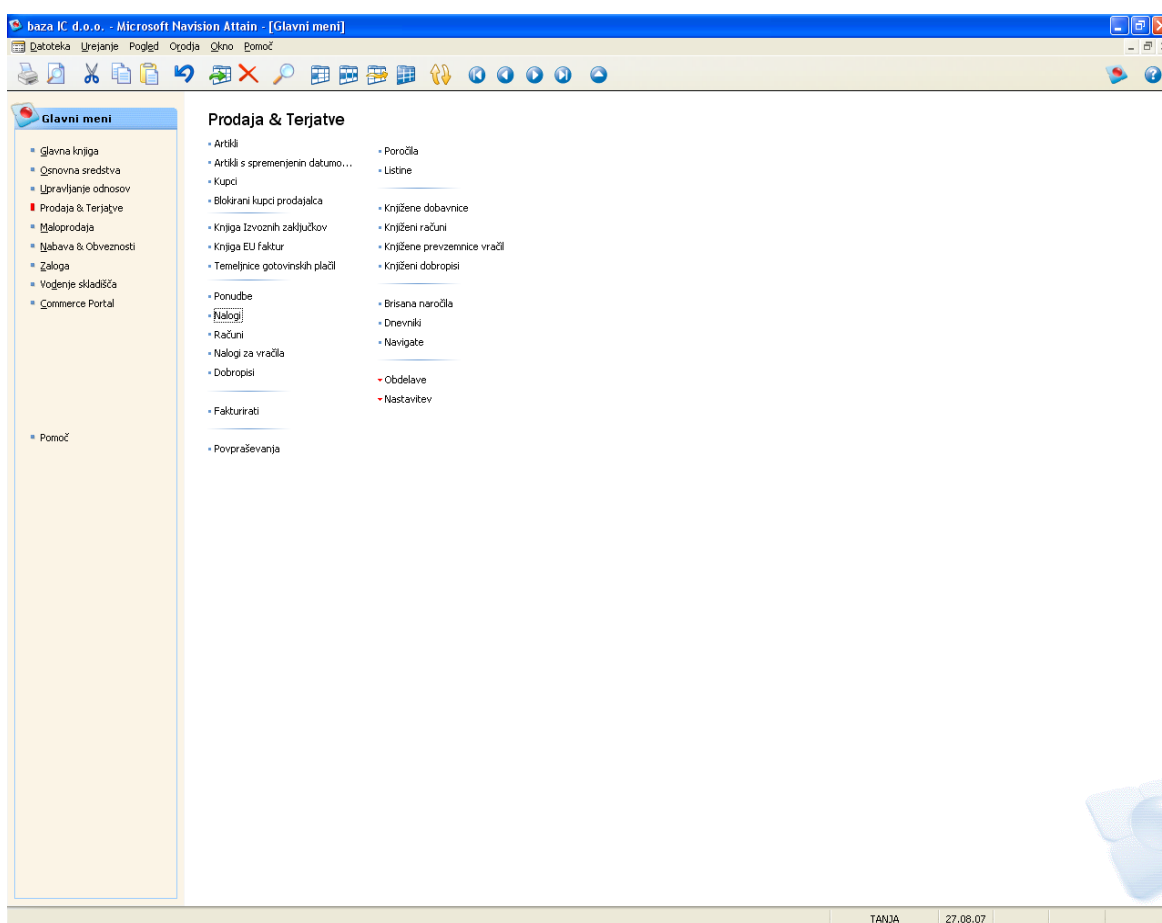 baza IC d.o.o. - Microsoft Navision Attain - [Glavni meni]
Datoteka Urejanje Pogled Orodja Okno Pomoč
Glavni meni
Glavna knjiga
Osnovna sredstva
Upravljanje odnosov
Prodaja & Terjatve
Maloprodaja
Nabava & Obveznosti
Zaloga
Vodenje skladišča
Commerce Portal
Pomoč
Prodaja & Terjatve
Artikli
Artikli s spremenjenin datumo...
Kupci
Blokirani kupci prodajalca
Knjiga Izvoznih zaključkov
Knjiga EU faktur
Temeljnice gotovinskih plačil
Ponudbe
Nalogi
Računi
Nalogi za vračila
Dobropisi
Fakturirati
Povpraševanja
Poročila
Listine
Knjižene dobavnice
Knjiženi računi
Knjižene prevzemnice vračil
Knjiženi dobropisi
Brisana naročila
Dnevniki
Navigate
Obdelave
Nastavitev
TANJA 27.08.07